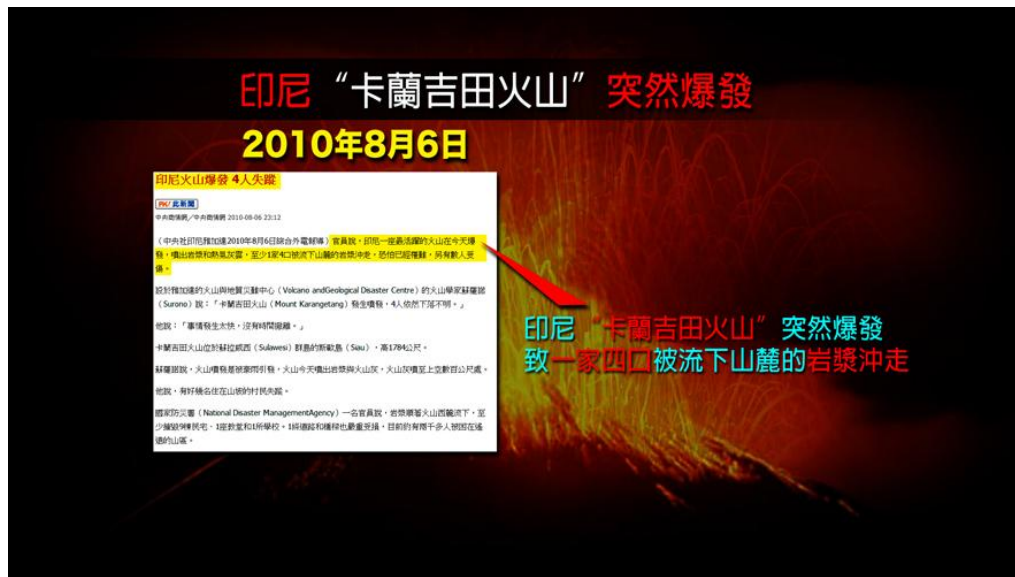 印尼“卡蘭吉田火山”突然爆發
2010年8月6日
印尼火山爆發 4人失蹤
PK/ 此新聞
中央商情網／中央商情網 2010-08-06 23:12
（中央社印尼雅加達2010年8月6日綜合外電報導）官員說，印尼一座最活躍的火山在今天爆
發，噴出岩漿和熱氣灰雲，至少1家4口被流下山麓的岩漿沖走，恐怕已經罹難，另有數人受
傷。
設於雅加達的火山與地質災難中心（Volcano andGeological Disaster Centre）的火山學家蘇羅諾
（Surono）說：「卡蘭吉田火山（Mount Karangetang）發生噴發，4人依然下落不明。」
他說：「事情發生太快，沒有時間撤離。」
卡蘭吉田火山位於蘇拉威西（Sulawesi）群島的斯歐島（Siau），高1784公尺。
蘇羅諾說，火山噴發是被豪雨引發，火山今天噴出岩漿與火山灰，火山灰噴至上空數百公尺處。
他說，有好幾名住在山坡的村民失蹤。
國家防災署（National Disaster ManagementAgency）一名官員說，岩漿順著火山西麓流下，至
少摧毀9棟民宅、1座教堂和1所學校。1條道路和橋樑也嚴重受損，目前約有兩千多人被困在遙
遠的山區。
印尼“卡蘭吉田火山”突然爆發
致一家四口被流下山麓的岩漿沖走